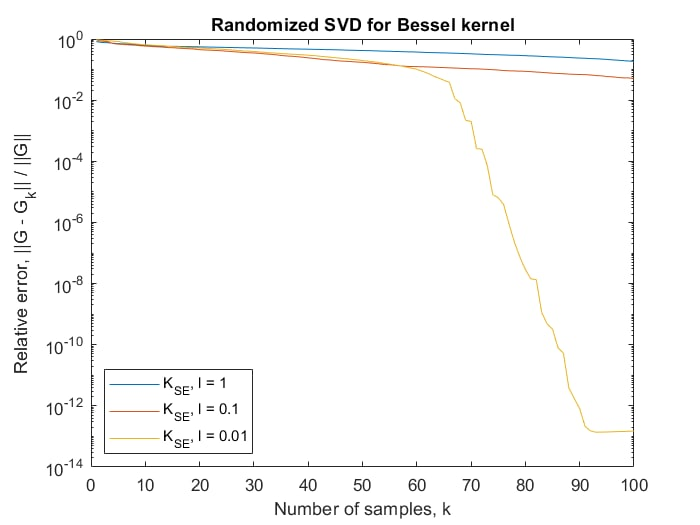 Randomized SVD for Bessel kernel
10^0
10^-2
10^-4
10^-6
10^-8
10^-10
10^-12
10^-14
Relative error, ||G - G_k|| / ||G||
K_SE, l = 1
K_SE, l = 0.1
K_SE, l = 0.01
0 10 20 30 40 50 60 70 80 90 100
Number of samples, k